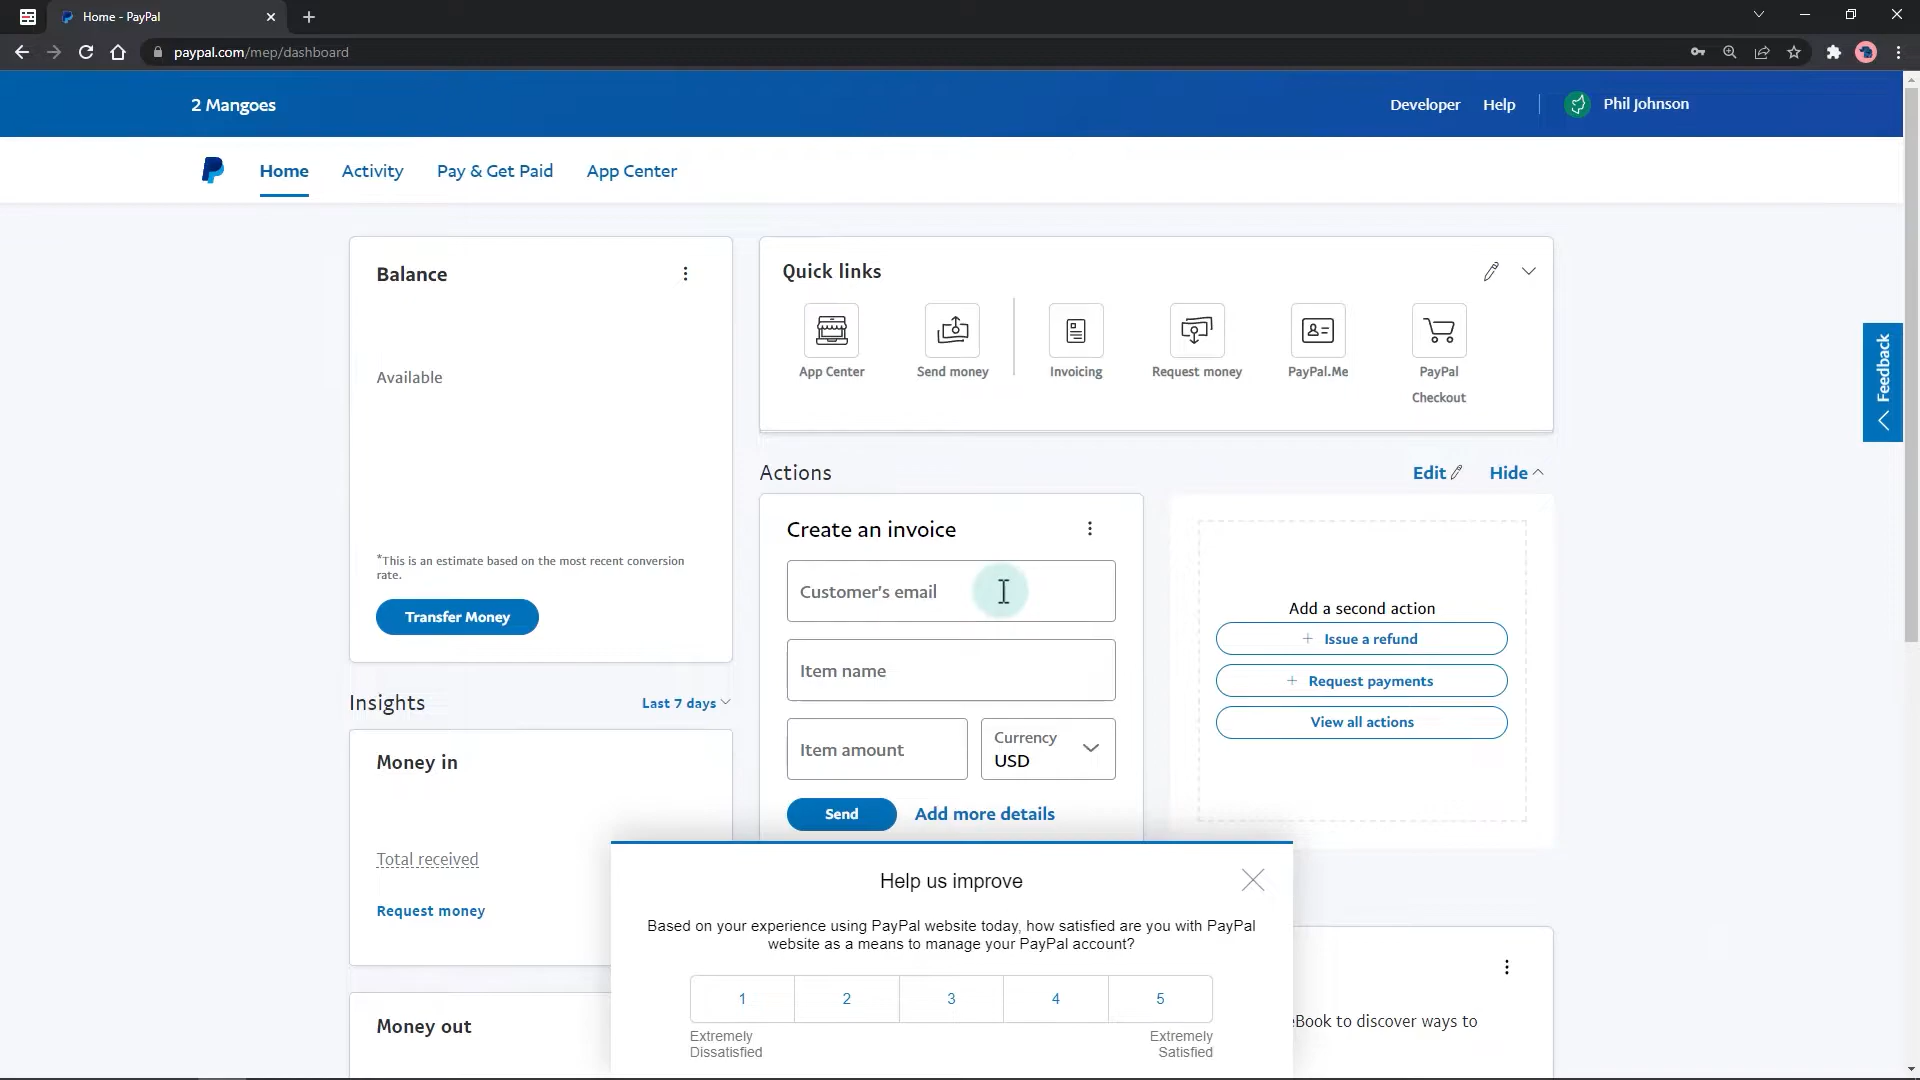 Home - PayPal
paypal.com/mep/dashboard
2 Mangoes
Developer
Help
Phil Johnson
Home
Activity
Pay & Get Paid
App Center
Balance
Available
*This is an estimate based on the most recent conversion
rate.
Transfer Money
Quick links
App Center
Send money
Invoicing
Request money
PayPal.Me
PayPal
Checkout
Feedback
Actions
Edit
Hide
Create an invoice
Customer's email
Item name
Item amount
Currency
USD
Send
Add more details
Add a second action
+ Issue a refund
+ Request payments
View all actions
Insights
Last 7 days
Money in
Total received
Request money
Money out
Help us improve
Based on your experience using PayPal website today, how satisfied are you with PayPal
website as a means to manage your PayPal account?
1
2
3
4
5
Extremely
Dissatisfied
Extremely
Satisfied
eBook to discover ways to